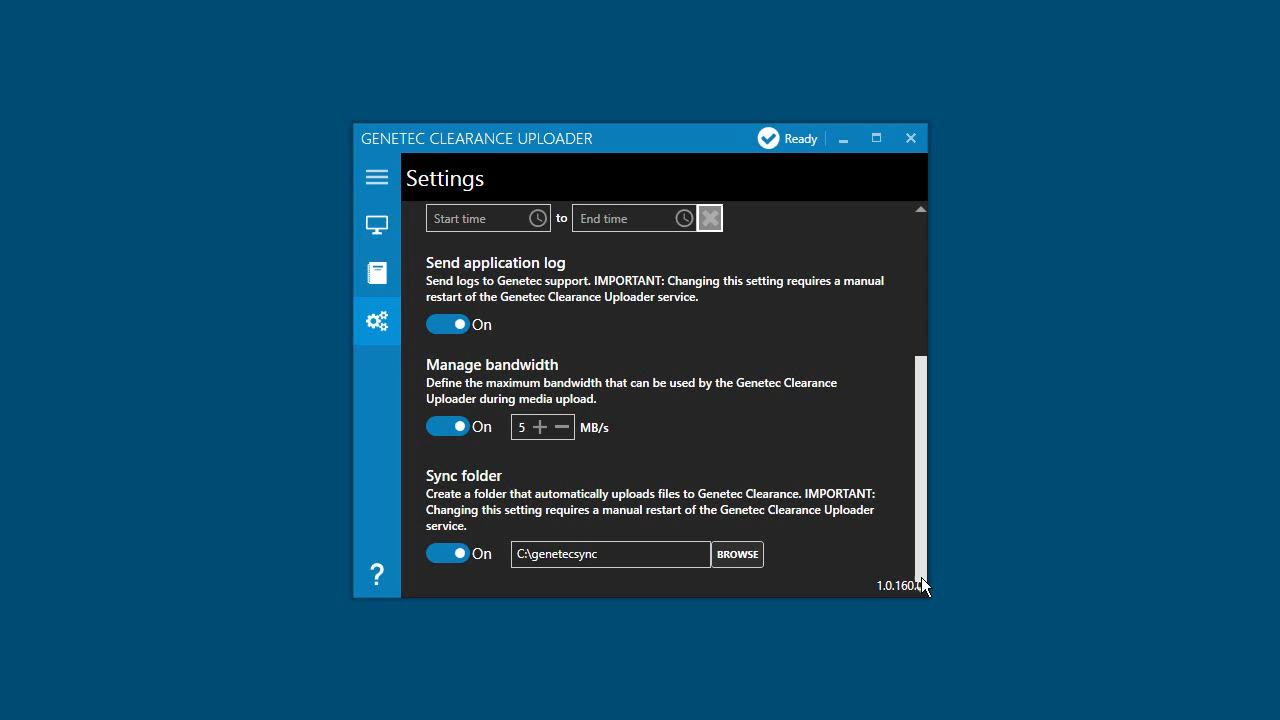 GENETEC CLEARANCE UPLOADER
Ready
Settings
Start time to End time
Send application log
Send logs to Genetec support. IMPORTANT: Changing this setting requires a manual
restart of the Genetec Clearance Uploader service.
On
Manage bandwidth
Define the maximum bandwidth that can be used by the Genetec Clearance
Uploader during media upload.
On 5 MB/s
Sync folder
Create a folder that automatically uploads files to Genetec Clearance. IMPORTANT:
Changing this setting requires a manual restart of the Genetec Clearance Uploader
service.
On C:\genetecsync BROWSE
?
1.0.160.